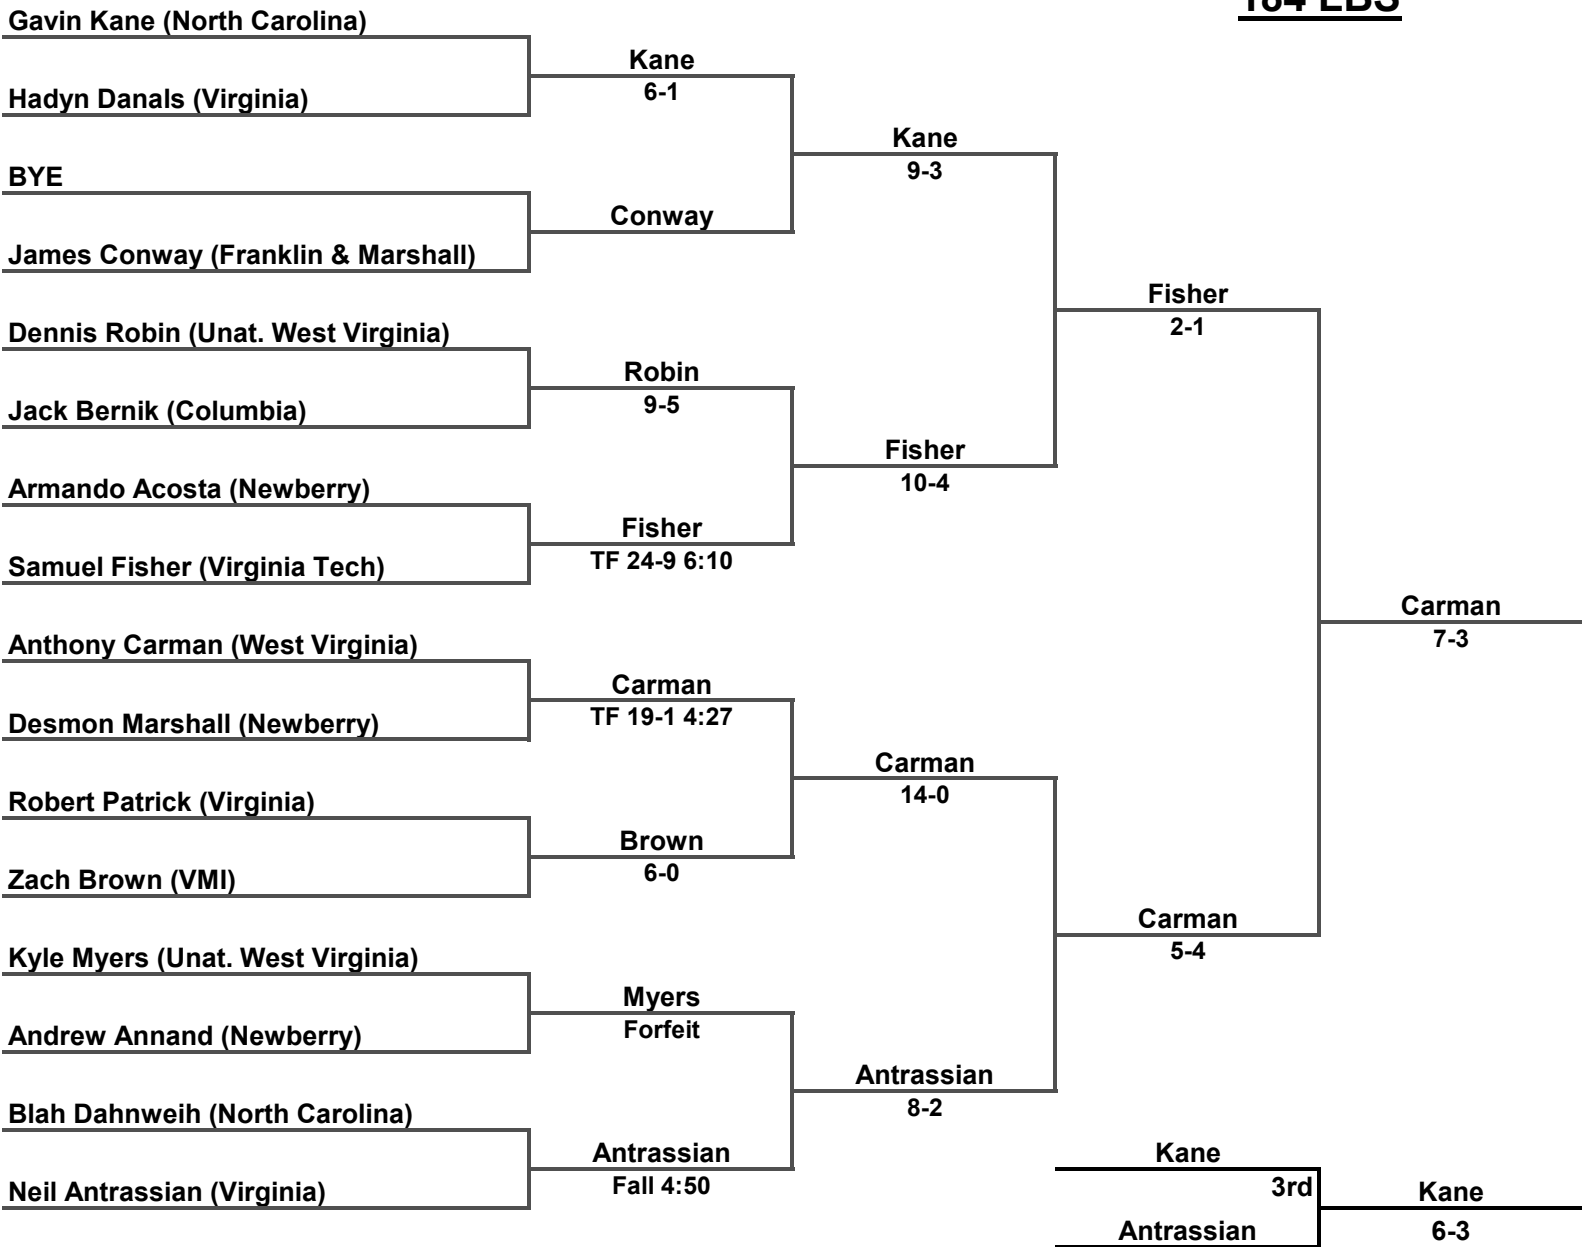 184 LBS
Gavin Kane (North Carolina)
Kane
6-1
Hadyn Danals (Virginia)
Kane
9-3
BYE
Conway
James Conway (Franklin & Marshall)
Fisher
2-1
Dennis Robin (Unat. West Virginia)
Robin
9-5
Jack Bernik (Columbia)
Fisher
10-4
Armando Acosta (Newberry)
Fisher
TF 24-9 6:10
Samuel Fisher (Virginia Tech)
Carman
7-3
Anthony Carman (West Virginia)
Carman
TF 19-1 4:27
Desmon Marshall (Newberry)
Carman
14-0
Robert Patrick (Virginia)
Brown
6-0
Zach Brown (VMI)
Carman
5-4
Kyle Myers (Unat. West Virginia)
Myers
Forfeit
Andrew Annand (Newberry)
Antrassian
8-2
Blah Dahnweih (North Carolina)
Antrassian
Fall 4:50
Neil Antrassian (Virginia)
Kane
3rd
Kane
6-3
Antrassian